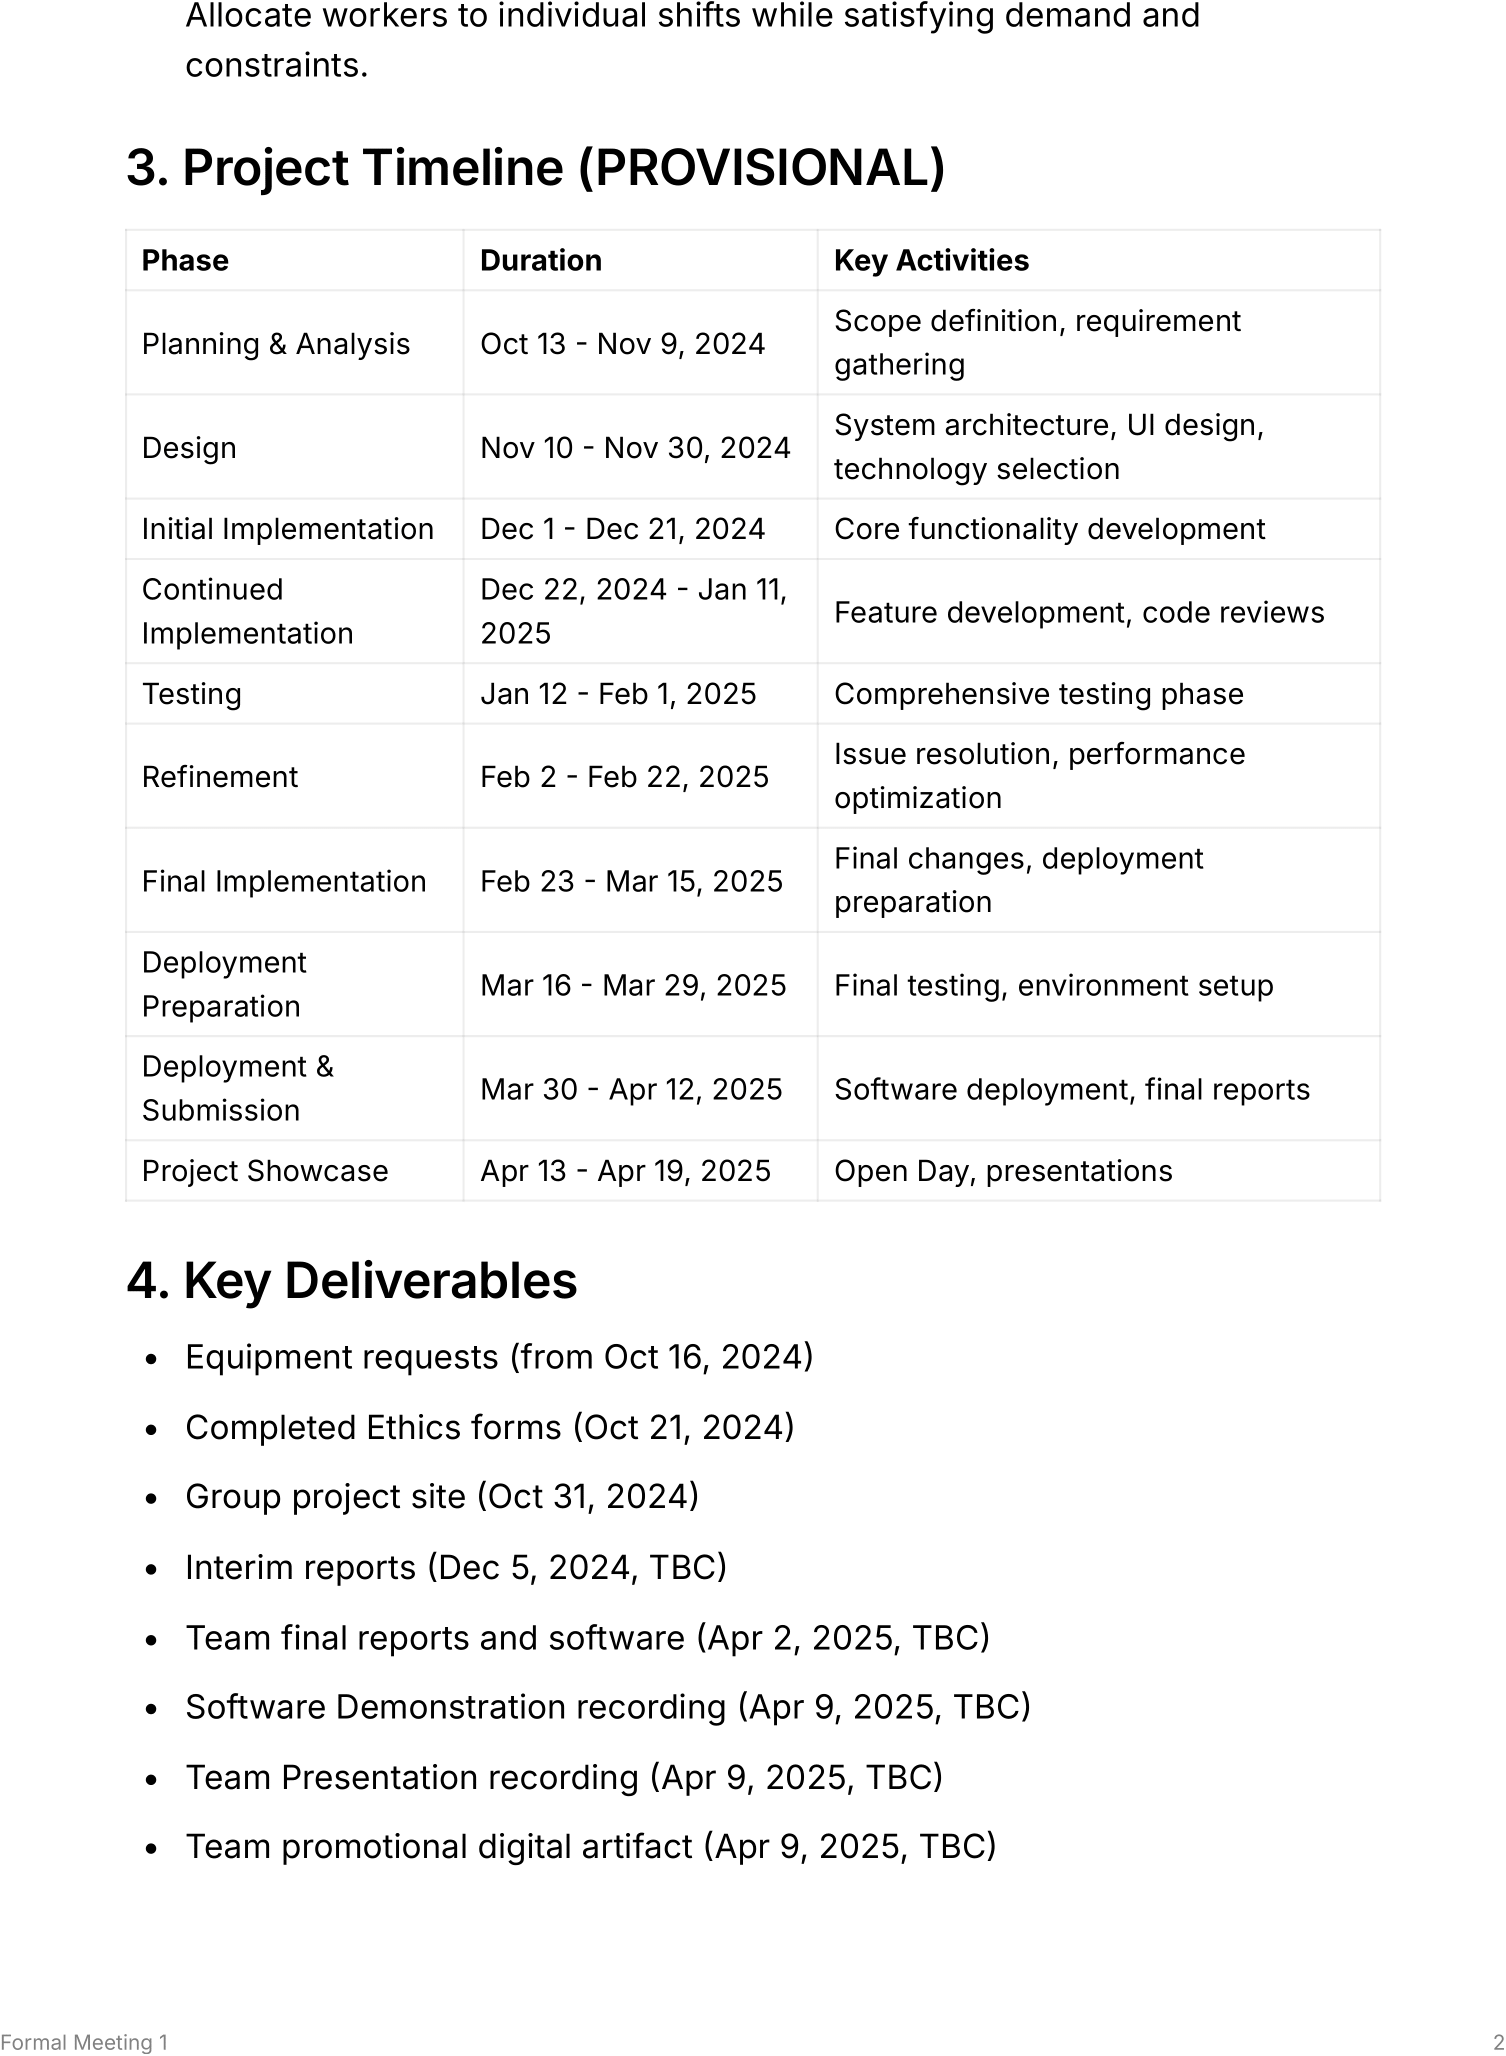 Allocate workers to individual shifts while satisfying demand and
constraints.
3. Project Timeline (PROVISIONAL)
Phase Duration Key Activities
Planning & Analysis Oct 13 - Nov 9, 2024 Scope definition, requirement
gathering
Design Nov 10 - Nov 30, 2024 System architecture, UI design,
technology selection
Initial Implementation Dec 1 - Dec 21, 2024 Core functionality development
Continued
Implementation
Dec 22, 2024 - Jan 11,
2025
Feature development, code reviews
Testing Jan 12 - Feb 1, 2025 Comprehensive testing phase
Refinement Feb 2 - Feb 22, 2025 Issue resolution, performance
optimization
Final Implementation Feb 23 - Mar 15, 2025 Final changes, deployment
preparation
Deployment
Preparation
Mar 16 - Mar 29, 2025 Final testing, environment setup
Deployment &
Submission
Mar 30 - Apr 12, 2025 Software deployment, final reports
Project Showcase Apr 13 - Apr 19, 2025 Open Day, presentations
4. Key Deliverables
• Equipment requests (from Oct 16, 2024)
• Completed Ethics forms (Oct 21, 2024)
• Group project site (Oct 31, 2024)
• Interim reports (Dec 5, 2024, TBC)
• Team final reports and software (Apr 2, 2025, TBC)
• Software Demonstration recording (Apr 9, 2025, TBC)
• Team Presentation recording (Apr 9, 2025, TBC)
• Team promotional digital artifact (Apr 9, 2025, TBC)
Formal Meeting 1 2